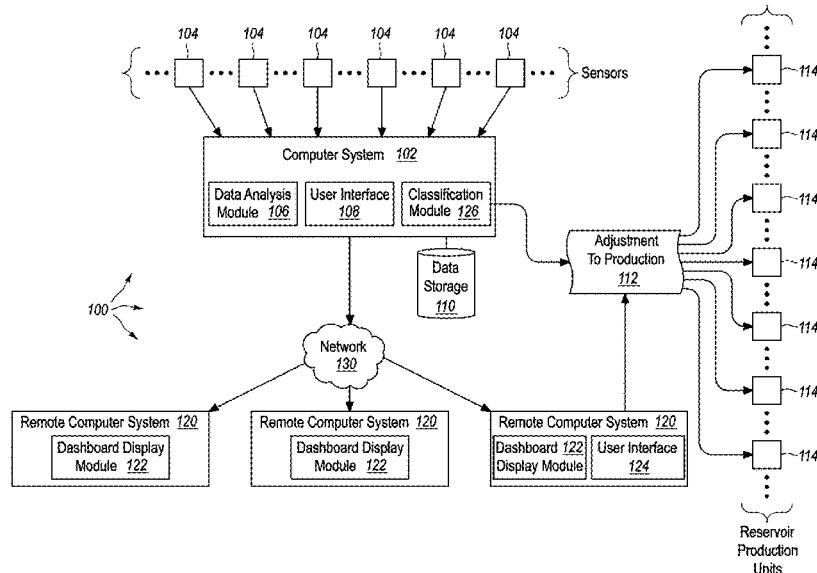 104 104 104 104 104 104
Sensors
Computer System 102
Data Analysis
Module 106
User Interface
108
Classification
Module 126
Data
Storage
110
Adjustment
To Production
112
114
114
114
114
114
114
114
100
Network
130
Remote Computer System 120
Dashboard Display
Module 122
Remote Computer System 120
Dashboard Display
Module 122
Remote Computer System 120
Dashboard 122
Display Module
User Interface
124
Reservoir
Production
Units